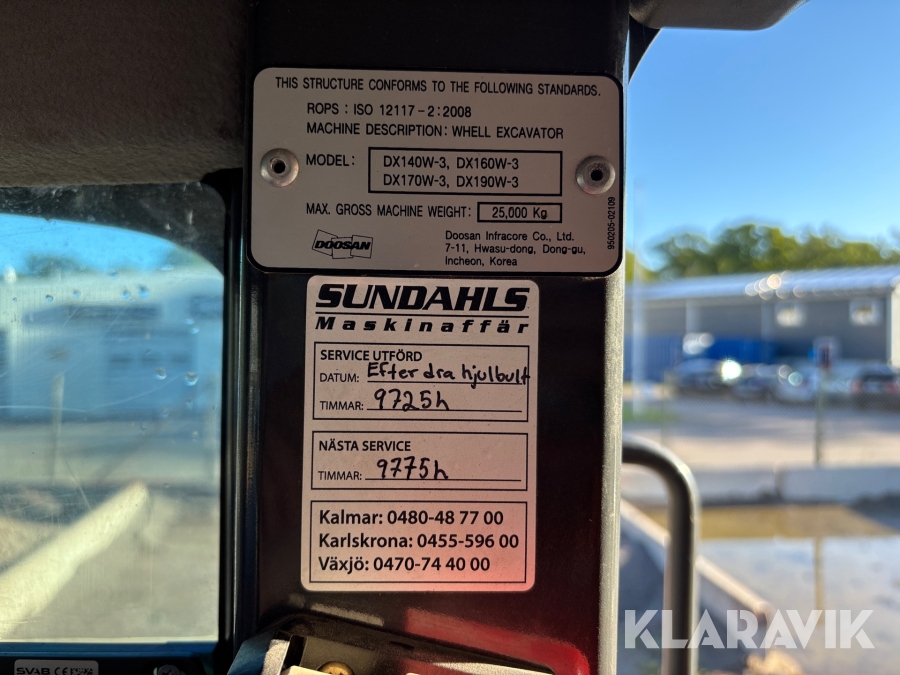 THIS STRUCTURE CONFORMS TO THE FOLLOWING STANDARDS.
ROPS : ISO 12117-2:2008
MACHINE DESCRIPTION: WHELL EXCAVATOR
MODEL: DX140W-3, DX160W-3
DX170W-3, DX190W-3
MAX. GROSS MACHINE WEIGHT: 25,000 Kg
DOOSAN
Doosan Infracore Co., Ltd.
7-11, Hwasu-dong, Dong-gu,
Incheon, Korea
950205-02109
SUNDAHLS
Maskinaffär
SERVICE UTFÖRD
DATUM: Efter dra hjulbult
TIMMAR: 9725h
NÄSTA SERVICE
TIMMAR: 9775h
Kalmar: 0480-48 77 00
Karlskrona: 0455-596 00
Växjö: 0470-74 40 00
KLARAVIK
SVAB CE